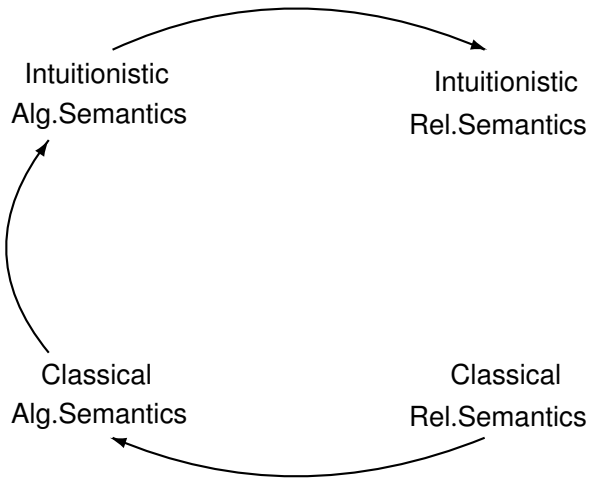 Intuitionistic
Alg.Semantics
Intuitionistic
Rel.Semantics
Classical
Alg.Semantics
Classical
Rel.Semantics